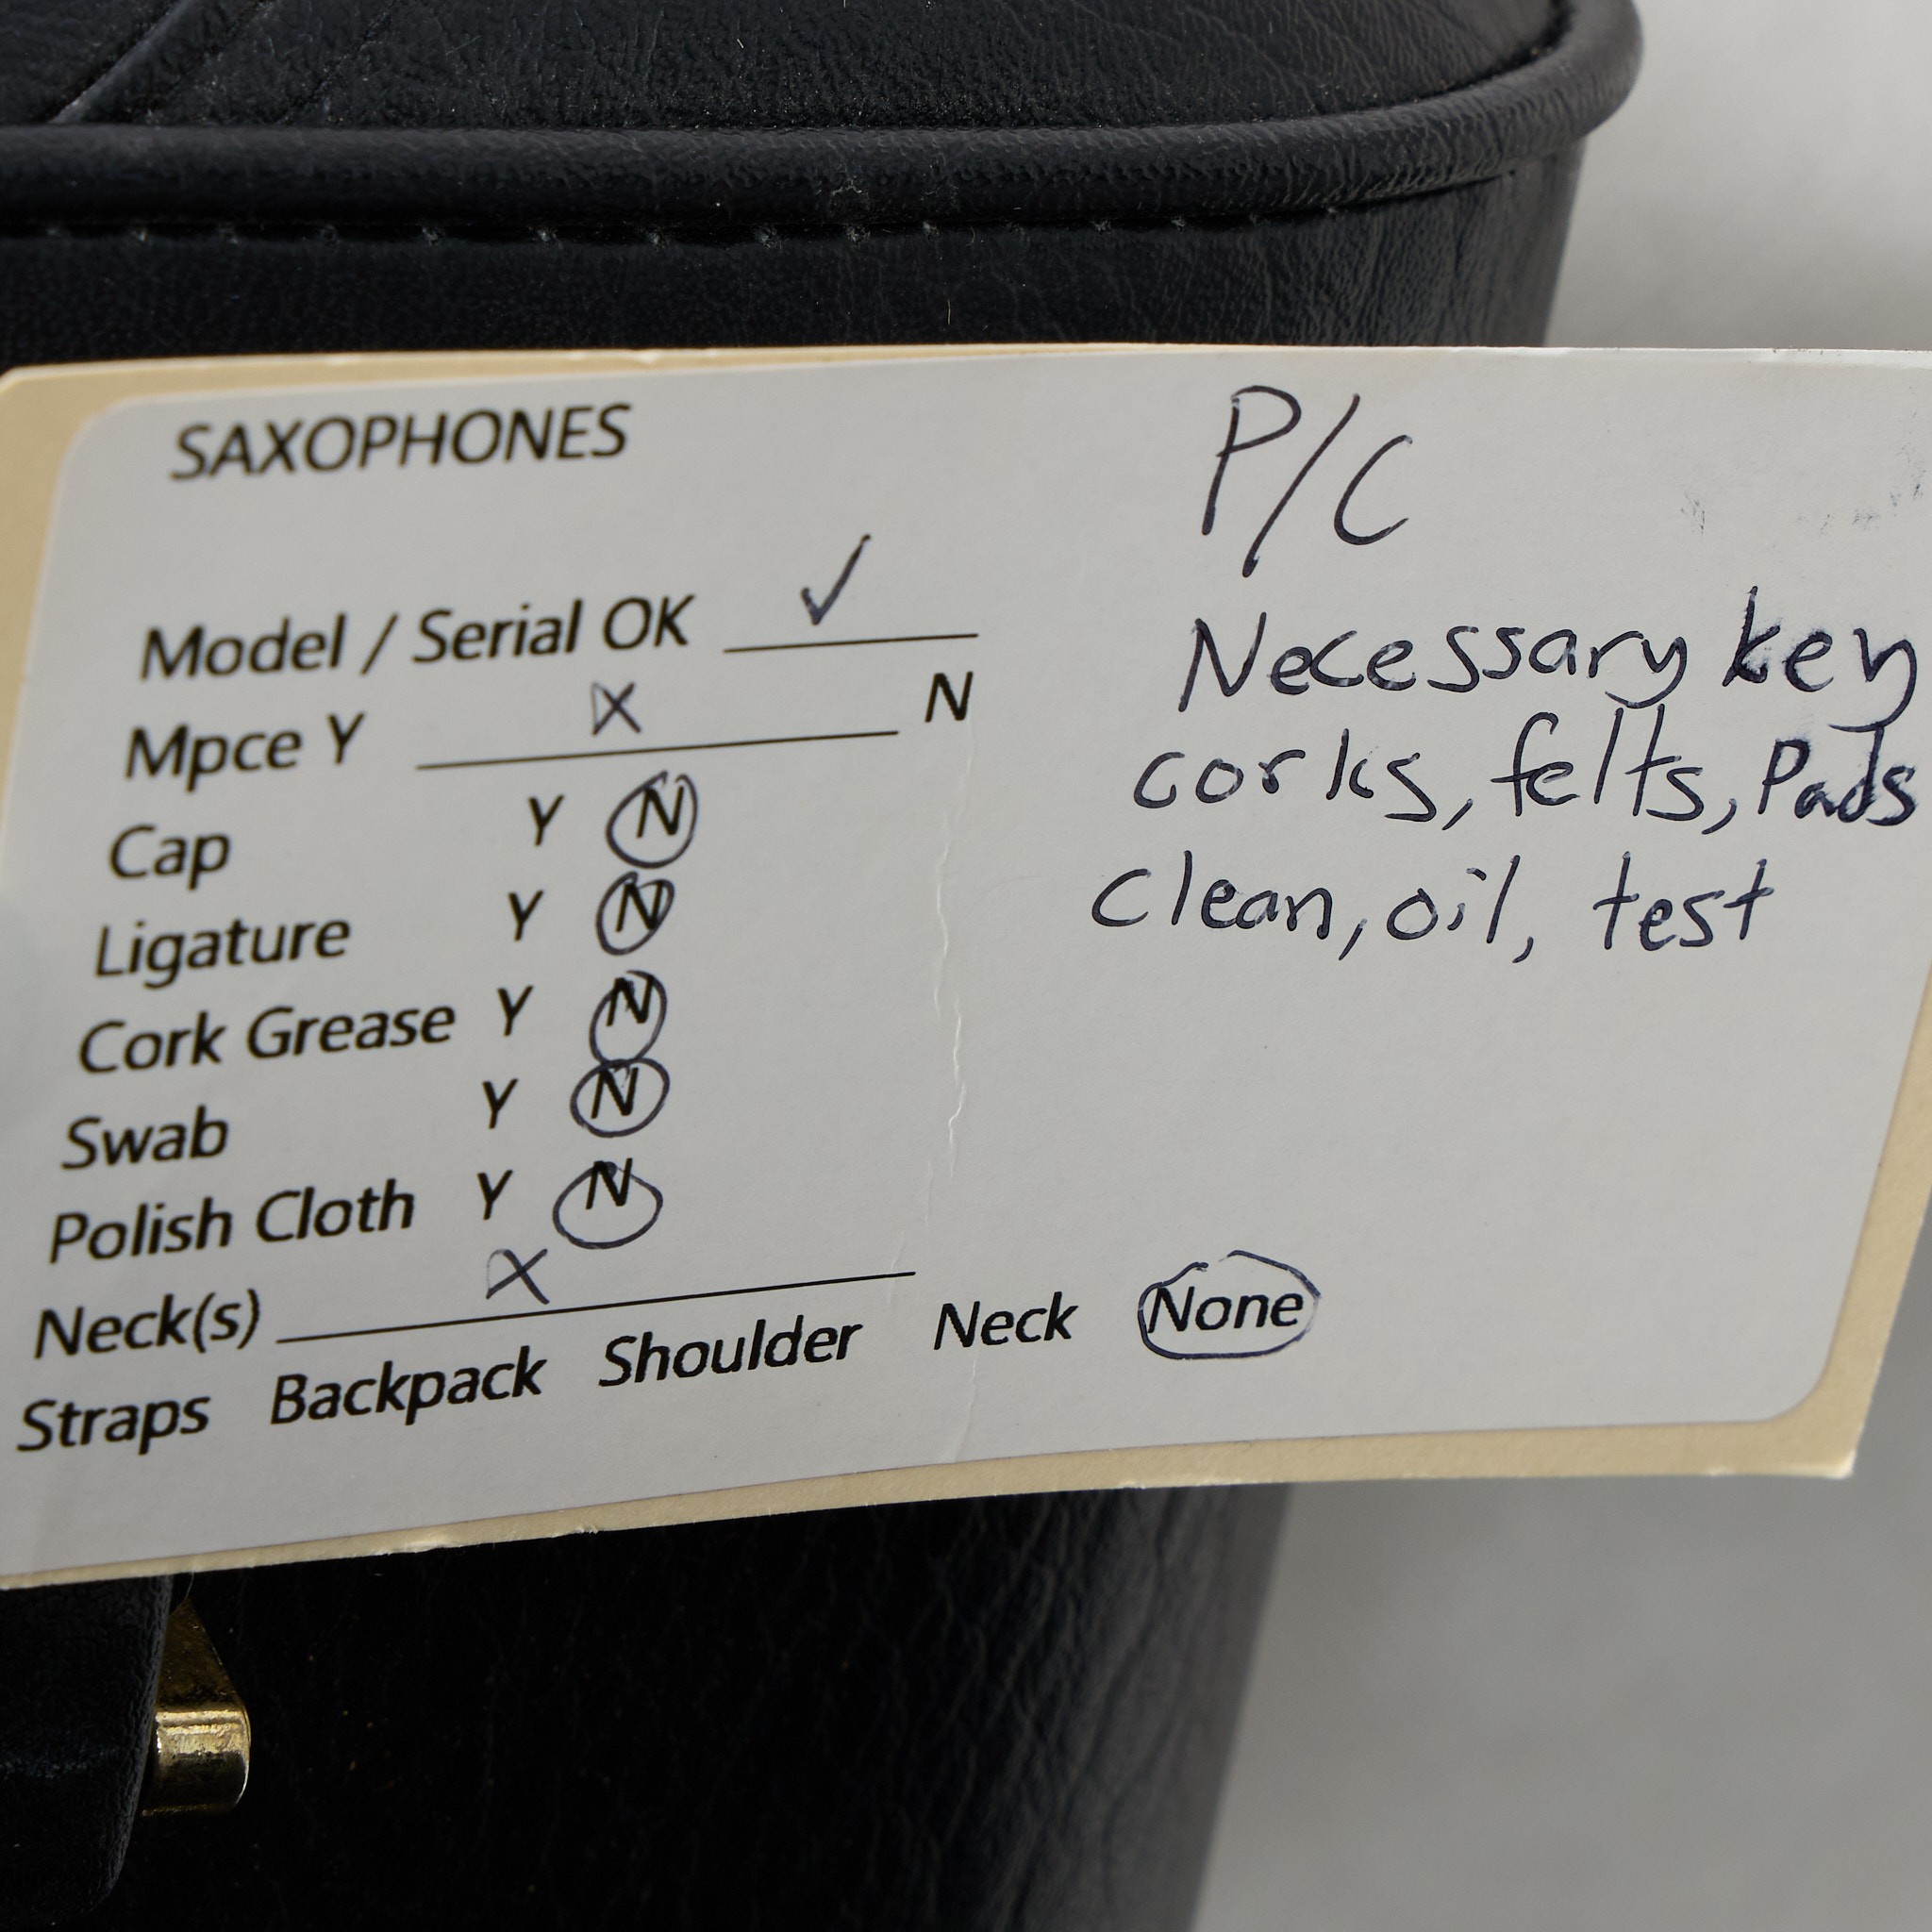 SAXOPHONES
Model / Serial OK ✓
Mpce Y X N
Cap Y N
Ligature Y N
Cork Grease Y N
Swab Y N
Polish Cloth Y N
Neck(s) X
Straps Backpack Shoulder Neck None
P/C
Necessary key
corks, felts, Pads
clean, oil, test